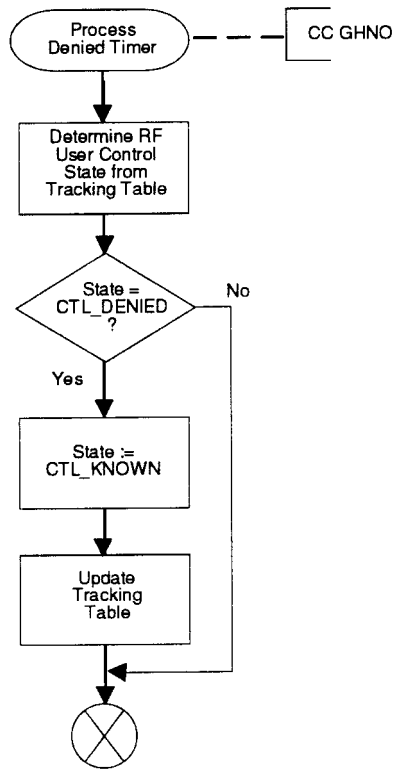 Process
Denied Timer
CC GHNO
Determine RF
User Control
State from
Tracking Table
State =
CTL_DENIED
?
No
Yes
State :=
CTL_KNOWN
Update
Tracking
Table